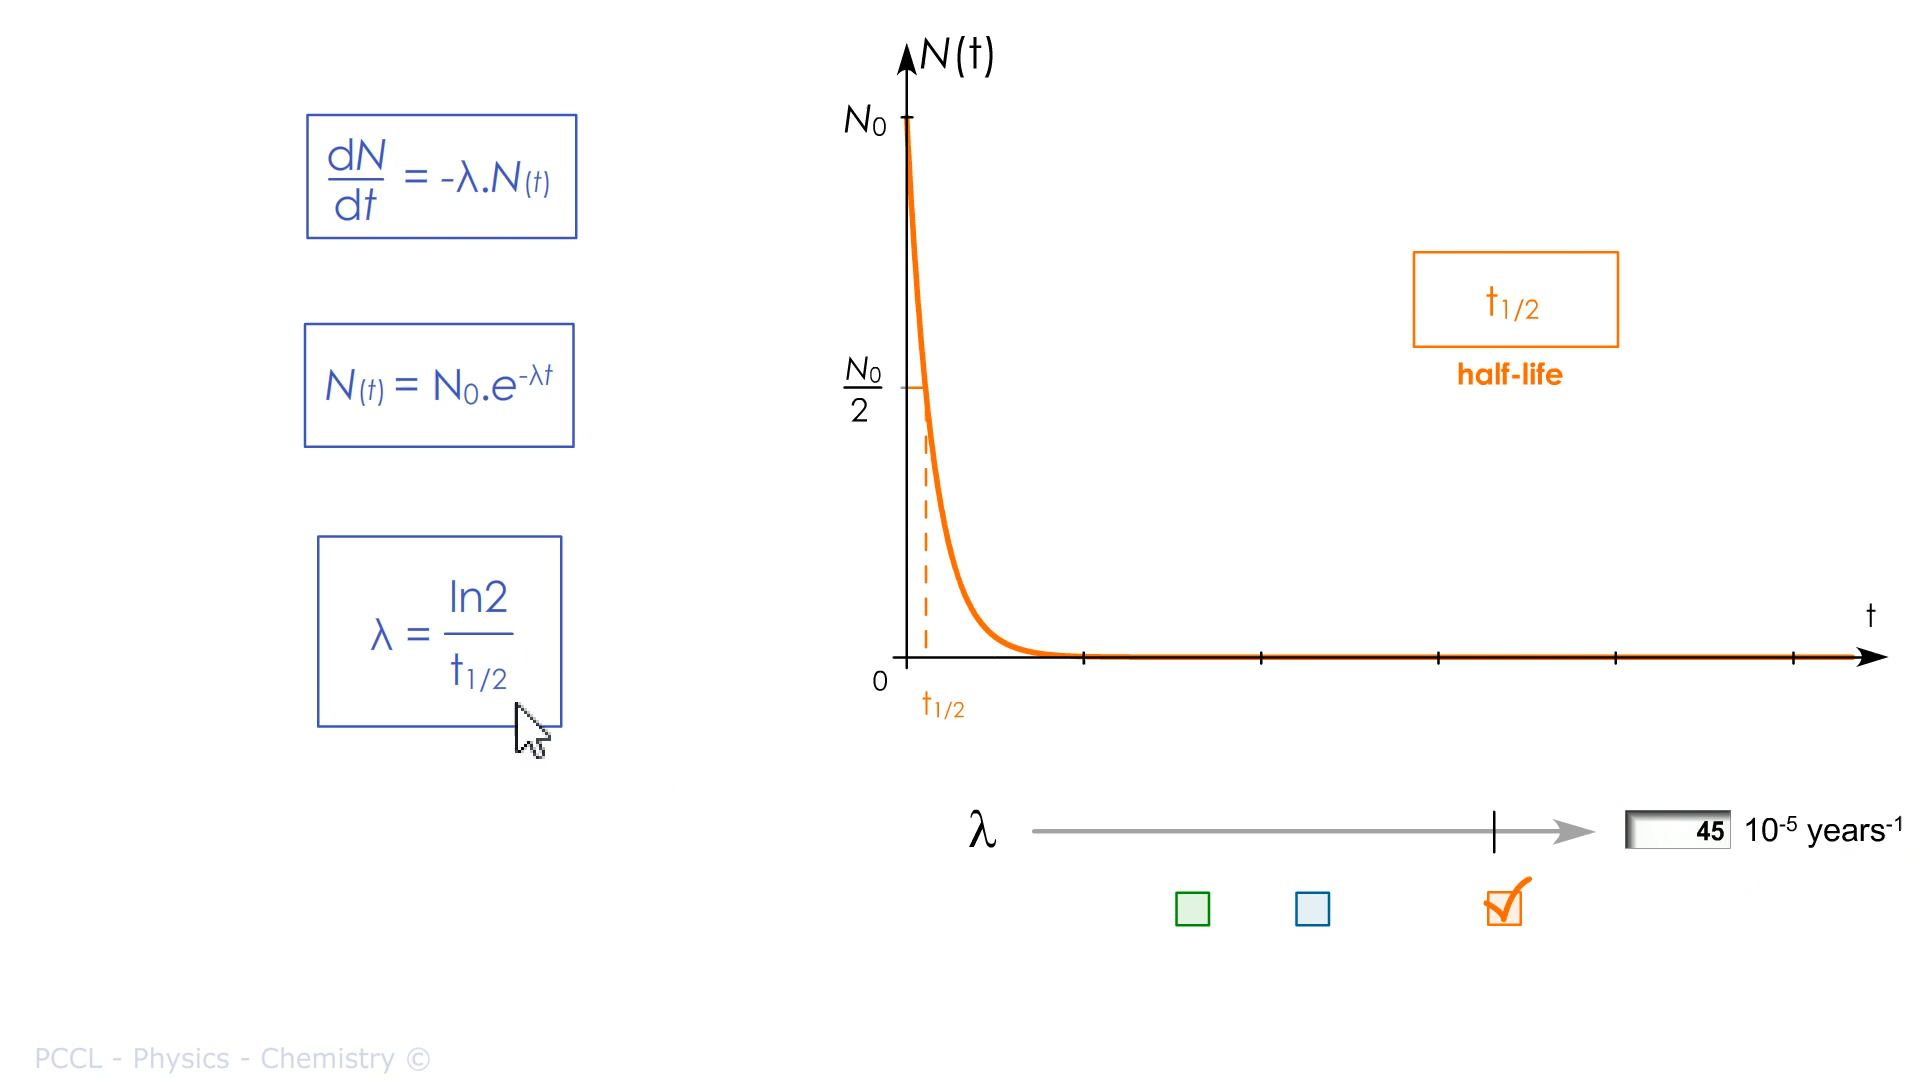 dN
dt
= -λ.N(t)
N(t) = N0.e-λt
λ =
ln2
t1/2
N(t)
N0
N0
2
0
t1/2
t
t1/2
half-life
λ
45 10-5 years-1
PCCL - Physics - Chemistry ©